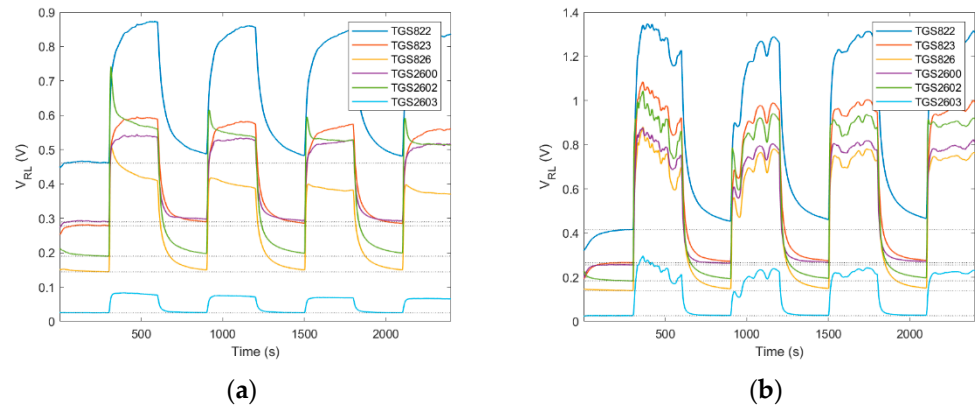 0.9
0.8
0.7
0.6
0.5
0.4
0.3
0.2
0.1
0
V_RL (V)
500
1000
1500
2000
Time (s)
TGS822
TGS823
TGS826
TGS2600
TGS2602
TGS2603
(a)
1.4
1.2
1
0.8
0.6
0.4
0.2
0
V_RL (V)
500
1000
1500
2000
Time (s)
TGS822
TGS823
TGS826
TGS2600
TGS2602
TGS2603
(b)